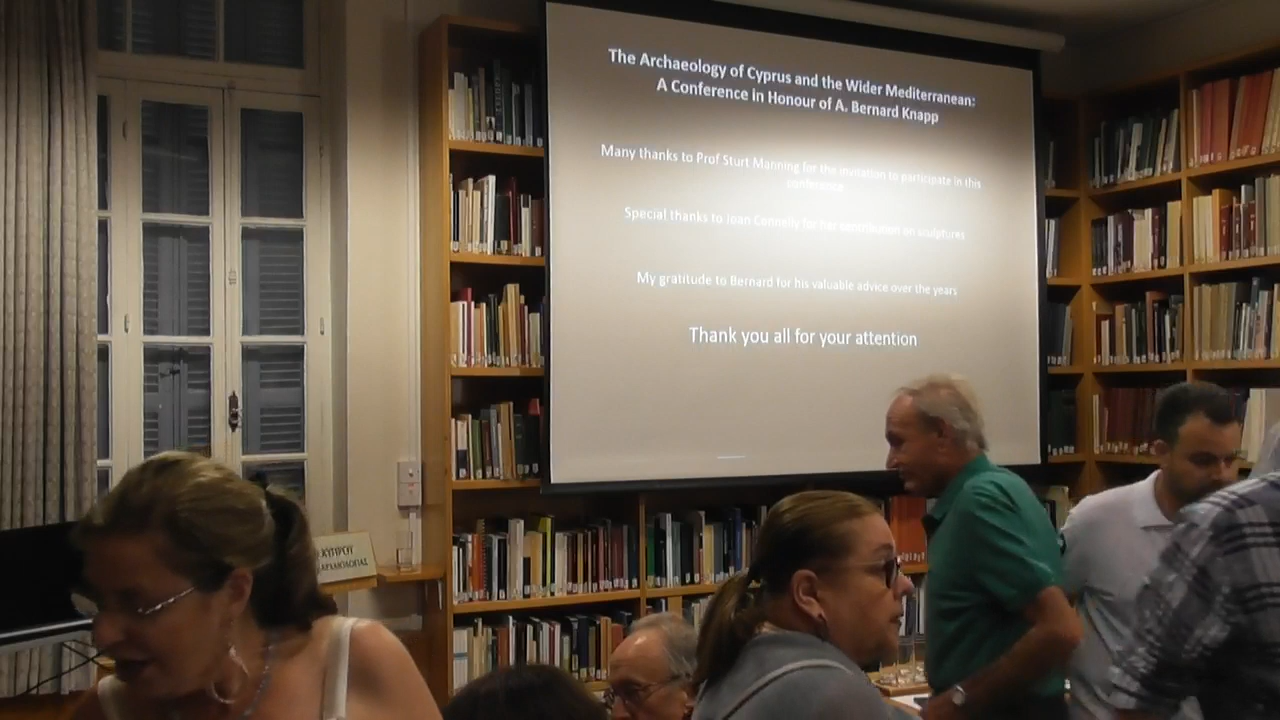 The Archaeology of Cyprus and the Wider Mediterranean:
A Conference in Honour of A. Bernard Knapp
Many thanks to Prof Sturt Manning for the invitation to participate in this
conference
Special thanks to Joan Connelly for her contribution on sculptures
My gratitude to Bernard for his valuable advice over the years
Thank you all for your attention
ΚΥΠΡΟΥ
ΑΡΧΑΙΟΛΟΓΙΑΣ